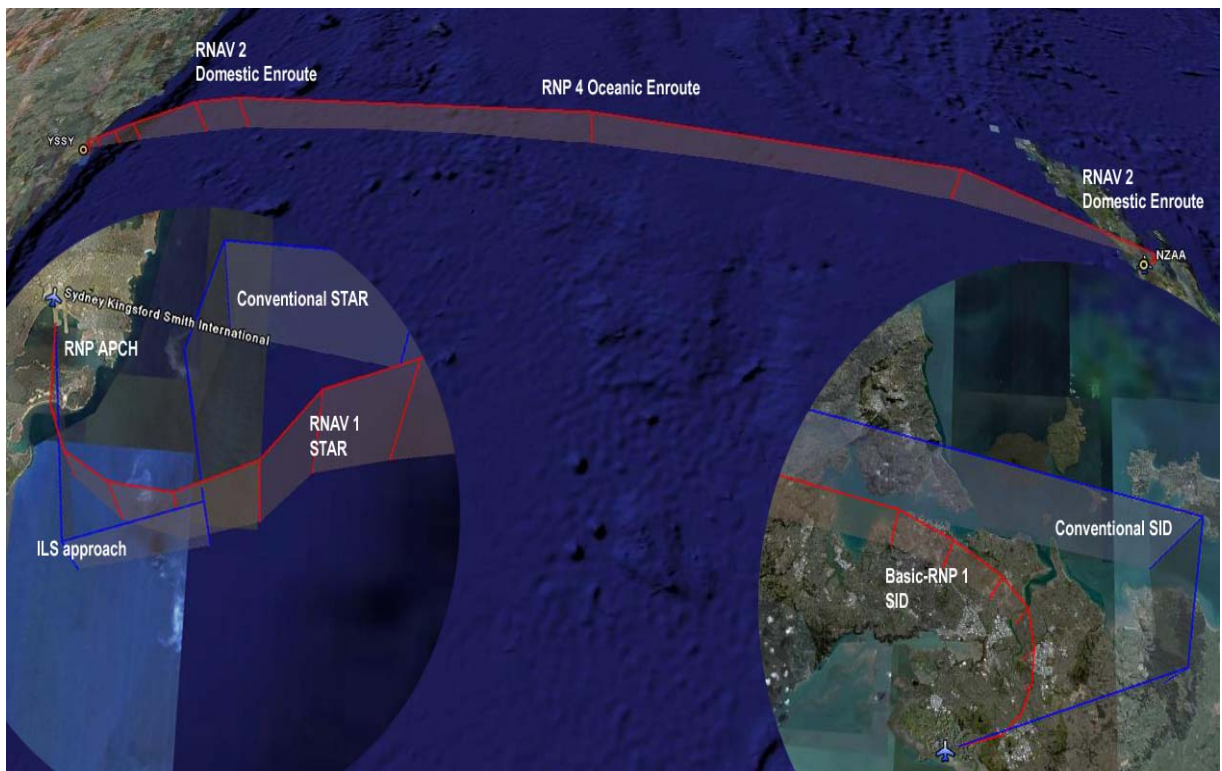 RNAV 2
Domestic Enroute
RNP 4 Oceanic Enroute
YSSY
RNAV 2
Domestic Enroute
NZAA
Conventional STAR
Sydney Kingsford Smith International
RNP APCH
RNAV 1
STAR
ILS approach
Conventional SID
Basic-RNP 1
SID